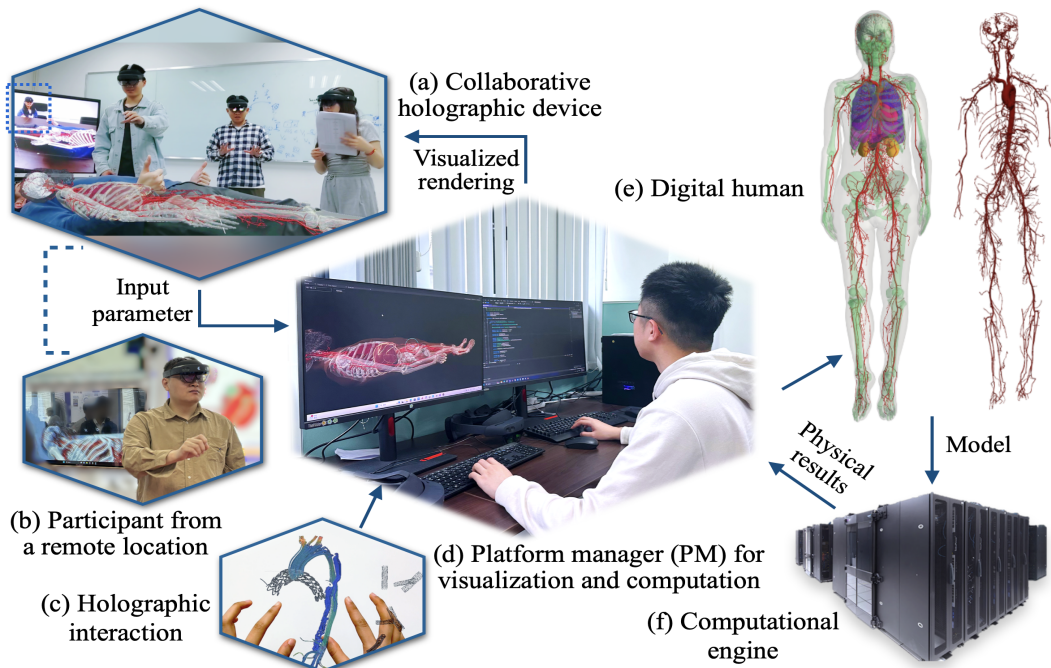 (a) Collaborative
holographic device
Visualized
rendering
(e) Digital human
Input
parameter
Physical
results
Model
(b) Participant from
a remote location
(c) Holographic
interaction
(d) Platform manager (PM) for
visualization and computation
(f) Computational
engine